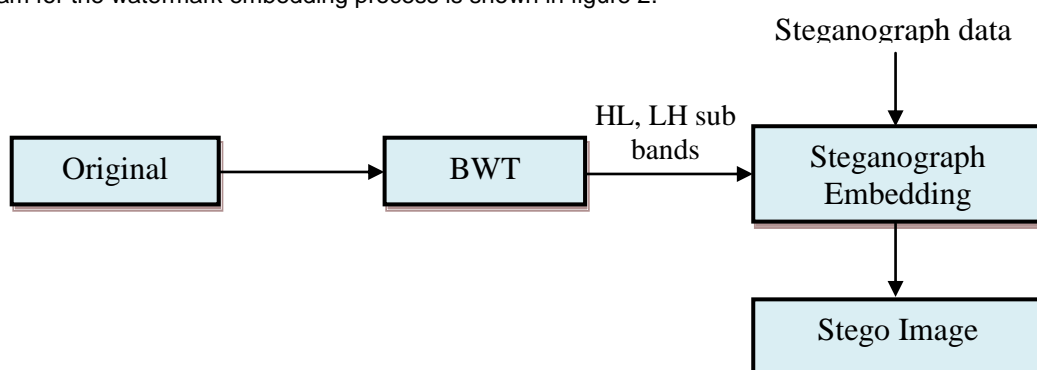 am for the watermark embedding process is shown in figure 2.
Steganograph data
HL, LH sub
bands
Original
BWT
Steganograph
Embedding
Stego Image